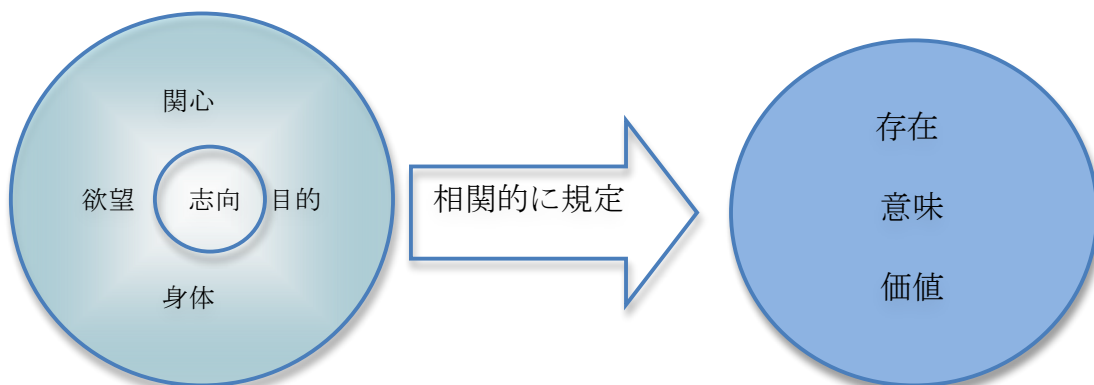 関心
欲望
志向
目的
身体
相関的に規定
存在
意味
価値